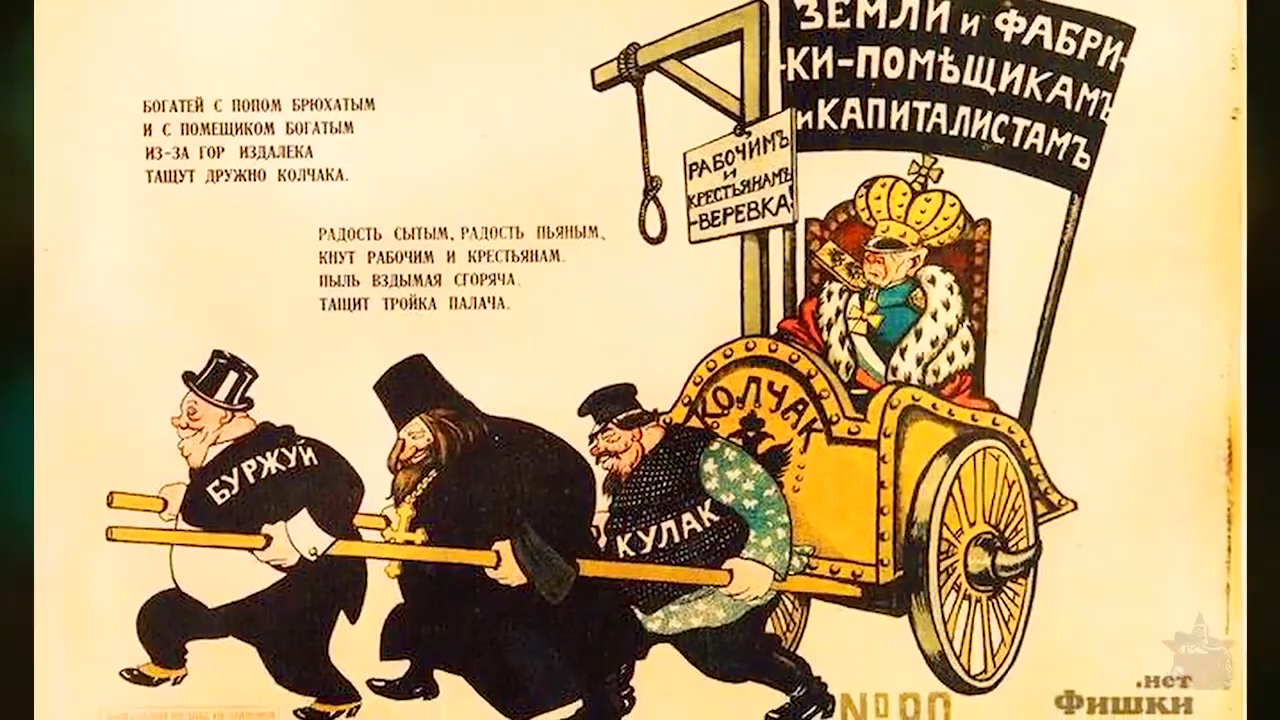 БОГАТЕЙ С ПОПОМ БРЮХАТЫМ
И С ПОМЕЩИКОМ БОГАТЫМ
ИЗ-ЗА ГОР ИЗДАЛЕКА
ТАЩУТ ДРУЖНО КОЛЧАКА.
РАДОСТЬ СЫТЫМ, РАДОСТЬ ПЬЯНЫМ,
КНУТ РАБОЧИМ И КРЕСТЬЯНАМ.
ПЫЛЬ ВЗДЫМАЯ СГОРЯЧА,
ТАЩИТ ТРОЙКА ПАЛАЧА.
ЗЕМЛИ и ФАБРИ-
КИ-ПОМѢЩИКАМЪ
и КАПИТАЛИСТАМЪ
РАБОЧИМЪ
и
КРЕСТЬЯНАМЪ
-ВЕРЕВКА!
КОЛЧАК
БУРЖУЙ
КУЛАК
№ 90
.нет
Фишки